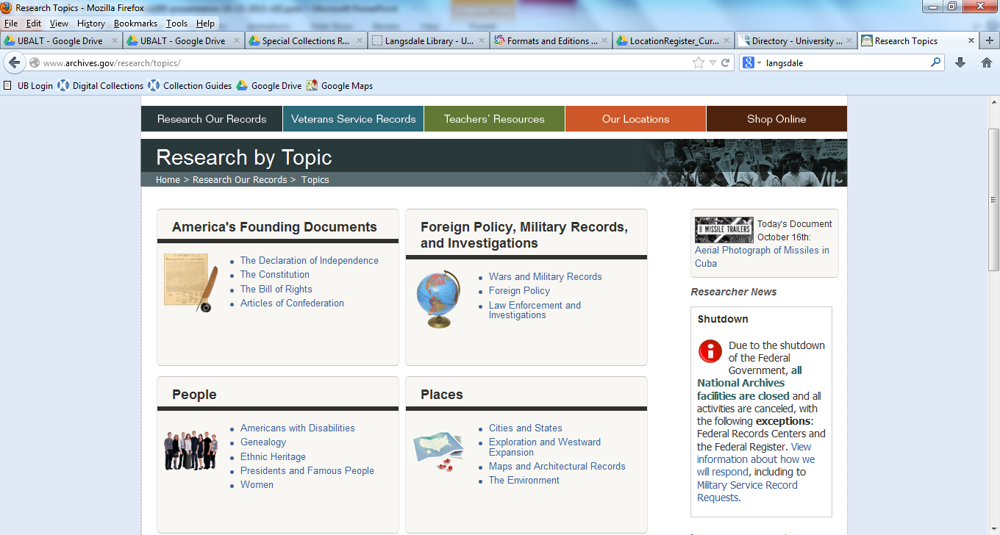 Research Topics - Mozilla Firefox
File Edit View History Bookmarks Tools Help
UBALT - Google Drive
UBALT - Google Drive
Special Collections R...
Langsdale Library - U...
Formats and Editions ...
LocationRegister_Cur...
Directory - University ...
Research Topics
www.archives.gov/research/topics/
langsdale
UB Login Digital Collections Collection Guides Google Drive Google Maps
Research Our Records
Veterans Service Records
Teachers' Resources
Our Locations
Shop Online
Research by Topic
Home > Research Our Records > Topics
America's Founding Documents
The Declaration of Independence
The Constitution
The Bill of Rights
Articles of Confederation
Foreign Policy, Military Records,
and Investigations
Wars and Military Records
Foreign Policy
Law Enforcement and
Investigations
People
Americans with Disabilities
Genealogy
Ethnic Heritage
Presidents and Famous People
Women
Places
Cities and States
Exploration and Westward
Expansion
Maps and Architectural Records
The Environment
8 MISSILE TRAILERS
Today's Document
October 16th:
Aerial Photograph of Missiles in
Cuba
Researcher News
Shutdown
Due to the shutdown
of the Federal
Government, all
National Archives
facilities are closed and all
activities are canceled, with
the following exceptions:
Federal Records Centers and
the Federal Register. View
information about how we
will respond, including to
Military Service Record
Requests.